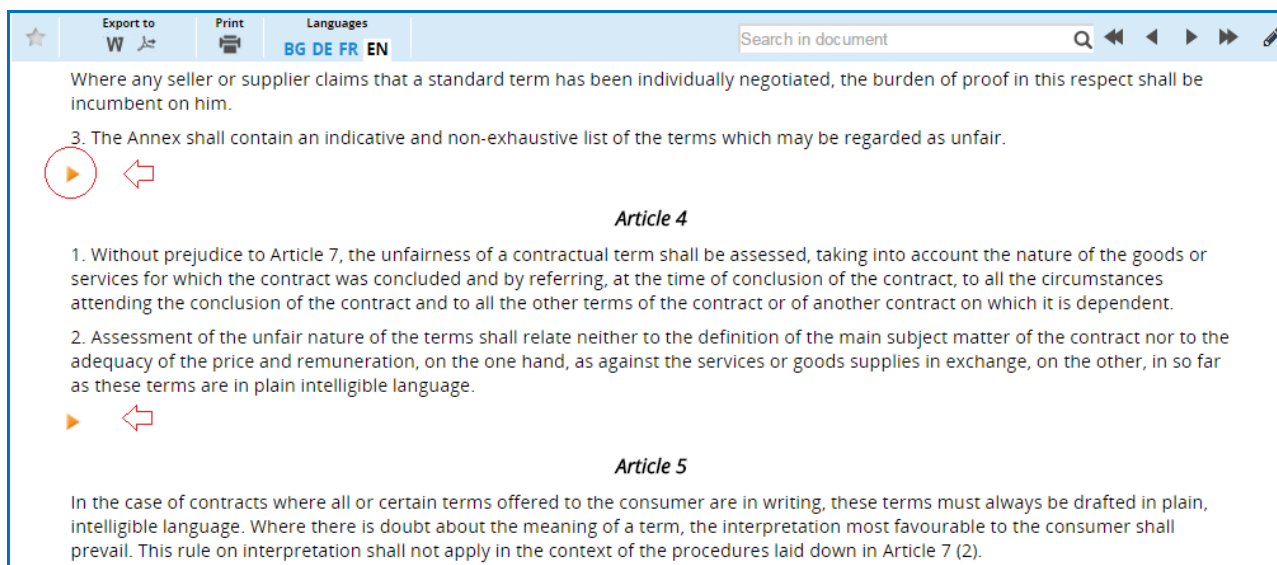 Export to Print Languages
W
BG DE FR EN
Search in document
Where any seller or supplier claims that a standard term has been individually negotiated, the burden of proof in this respect shall be
incumbent on him.
3. The Annex shall contain an indicative and non-exhaustive list of the terms which may be regarded as unfair.
Article 4
1. Without prejudice to Article 7, the unfairness of a contractual term shall be assessed, taking into account the nature of the goods or
services for which the contract was concluded and by referring, at the time of conclusion of the contract, to all the circumstances
attending the conclusion of the contract and to all the other terms of the contract or of another contract on which it is dependent.
2. Assessment of the unfair nature of the terms shall relate neither to the definition of the main subject matter of the contract nor to the
adequacy of the price and remuneration, on the one hand, as against the services or goods supplies in exchange, on the other, in so far
as these terms are in plain intelligible language.
Article 5
In the case of contracts where all or certain terms offered to the consumer are in writing, these terms must always be drafted in plain,
intelligible language. Where there is doubt about the meaning of a term, the interpretation most favourable to the consumer shall
prevail. This rule on interpretation shall not apply in the context of the procedures laid down in Article 7 (2).